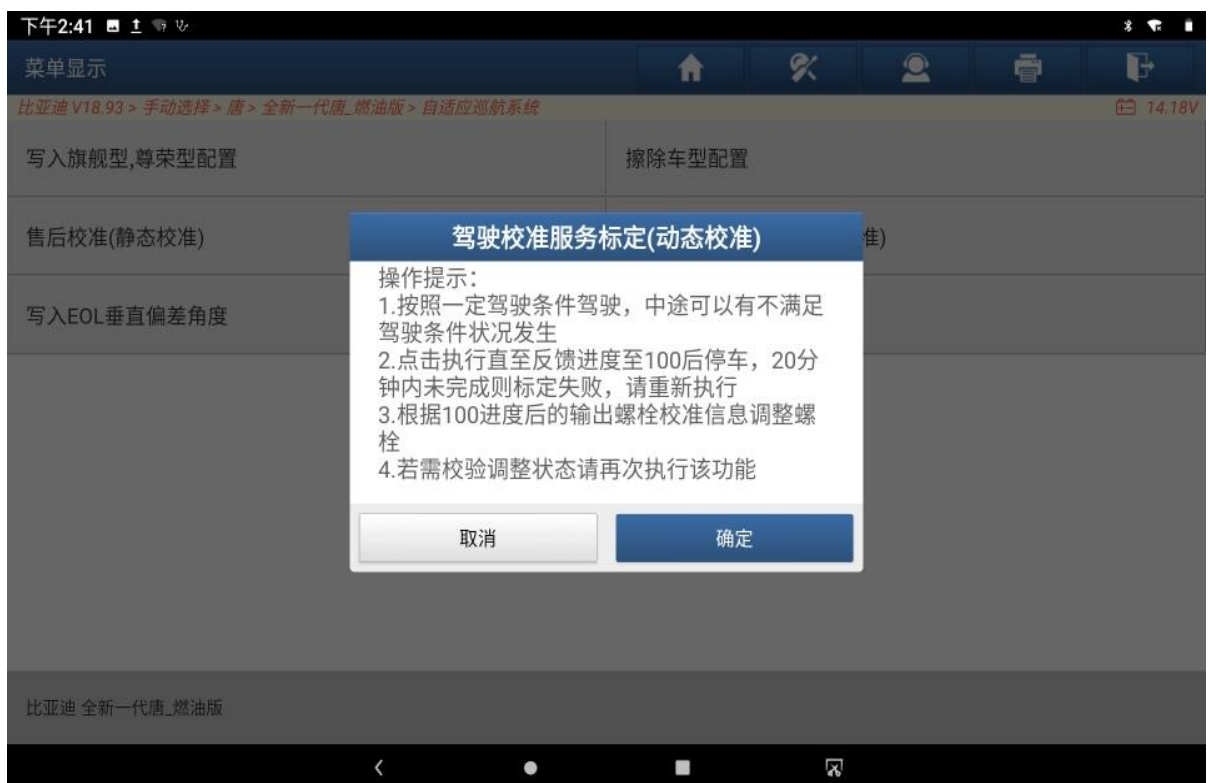 下午2:41
菜单显示
比亚迪 V18.93 > 手动选择 > 唐 > 全新一代唐_燃油版 > 自适应巡航系统
14.18V
写入旗舰型,尊荣型配置
擦除车型配置
售后校准(静态校准)
准)
写入EOL垂直偏差角度
驾驶校准服务标定(动态校准)
操作提示：
1.按照一定驾驶条件驾驶，中途可以有不满足
驾驶条件状况发生
2.点击执行直至反馈进度至100后停车，20分
钟内未完成则标定失败，请重新执行
3.根据100进度后的输出螺栓校准信息调整螺
栓
4.若需校验调整状态请再次执行该功能
取消
确定
比亚迪 全新一代唐_燃油版